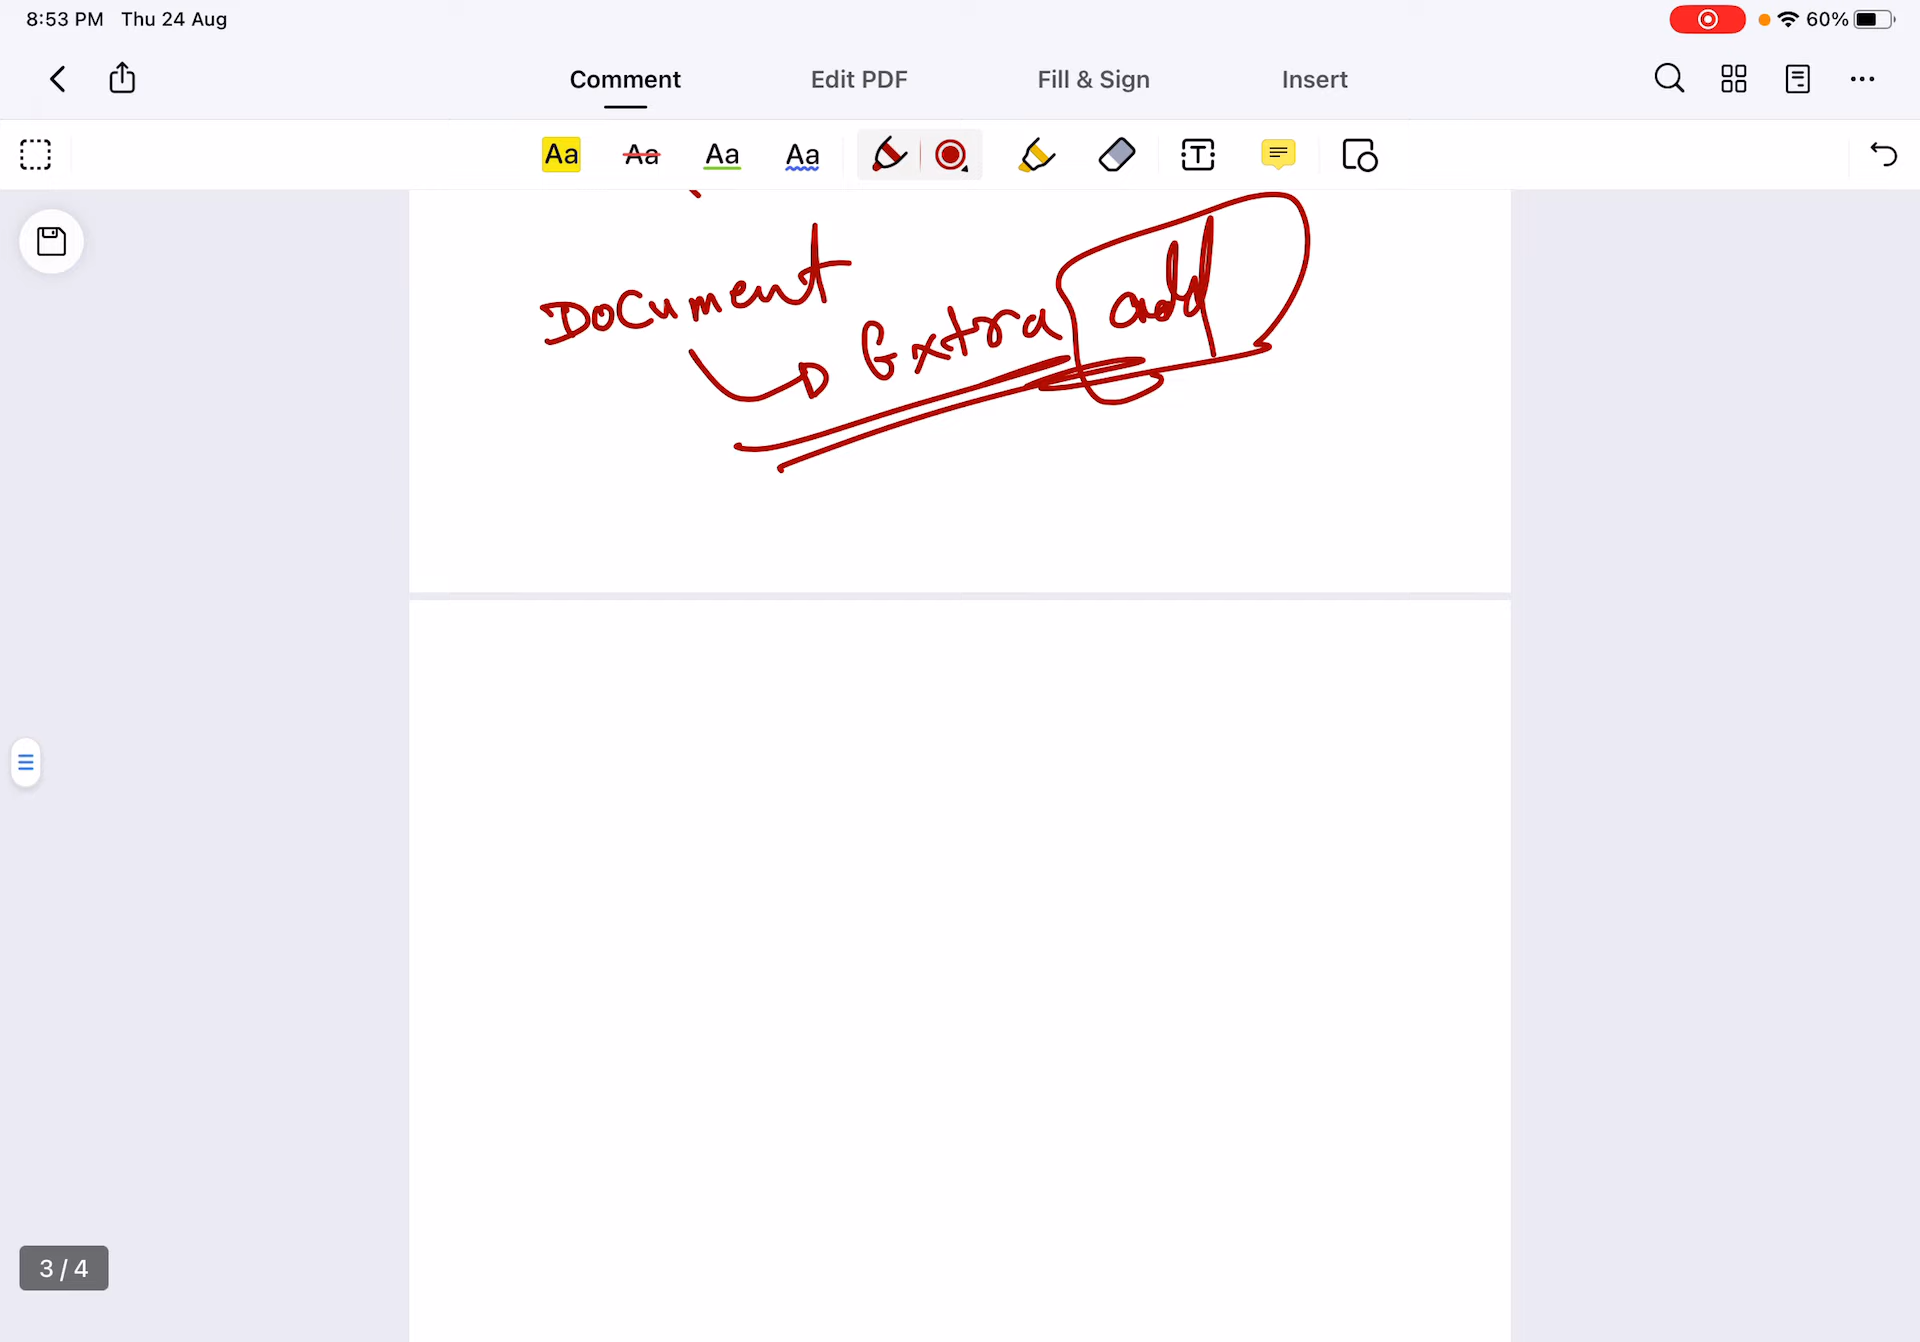 8:53 PM Thu 24 Aug 60%
Comment Edit PDF Fill & Sign Insert
Aa Aa Aa Aa T
Document
Extra add
3 / 4